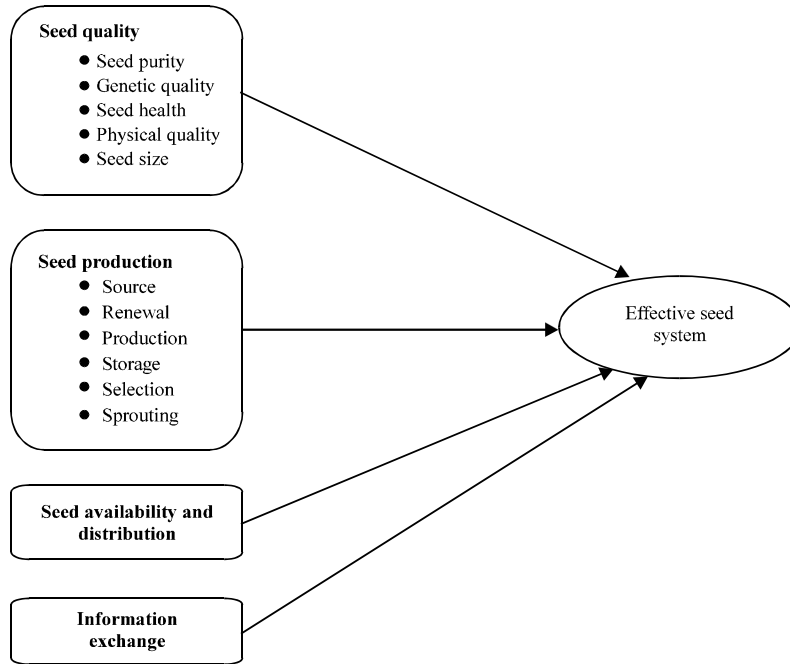 Seed quality
● Seed purity
● Genetic quality
● Seed health
● Physical quality
● Seed size
Seed production
● Source
● Renewal
● Production
● Storage
● Selection
● Sprouting
Seed availability and
distribution
Information
exchange
Effective seed
system